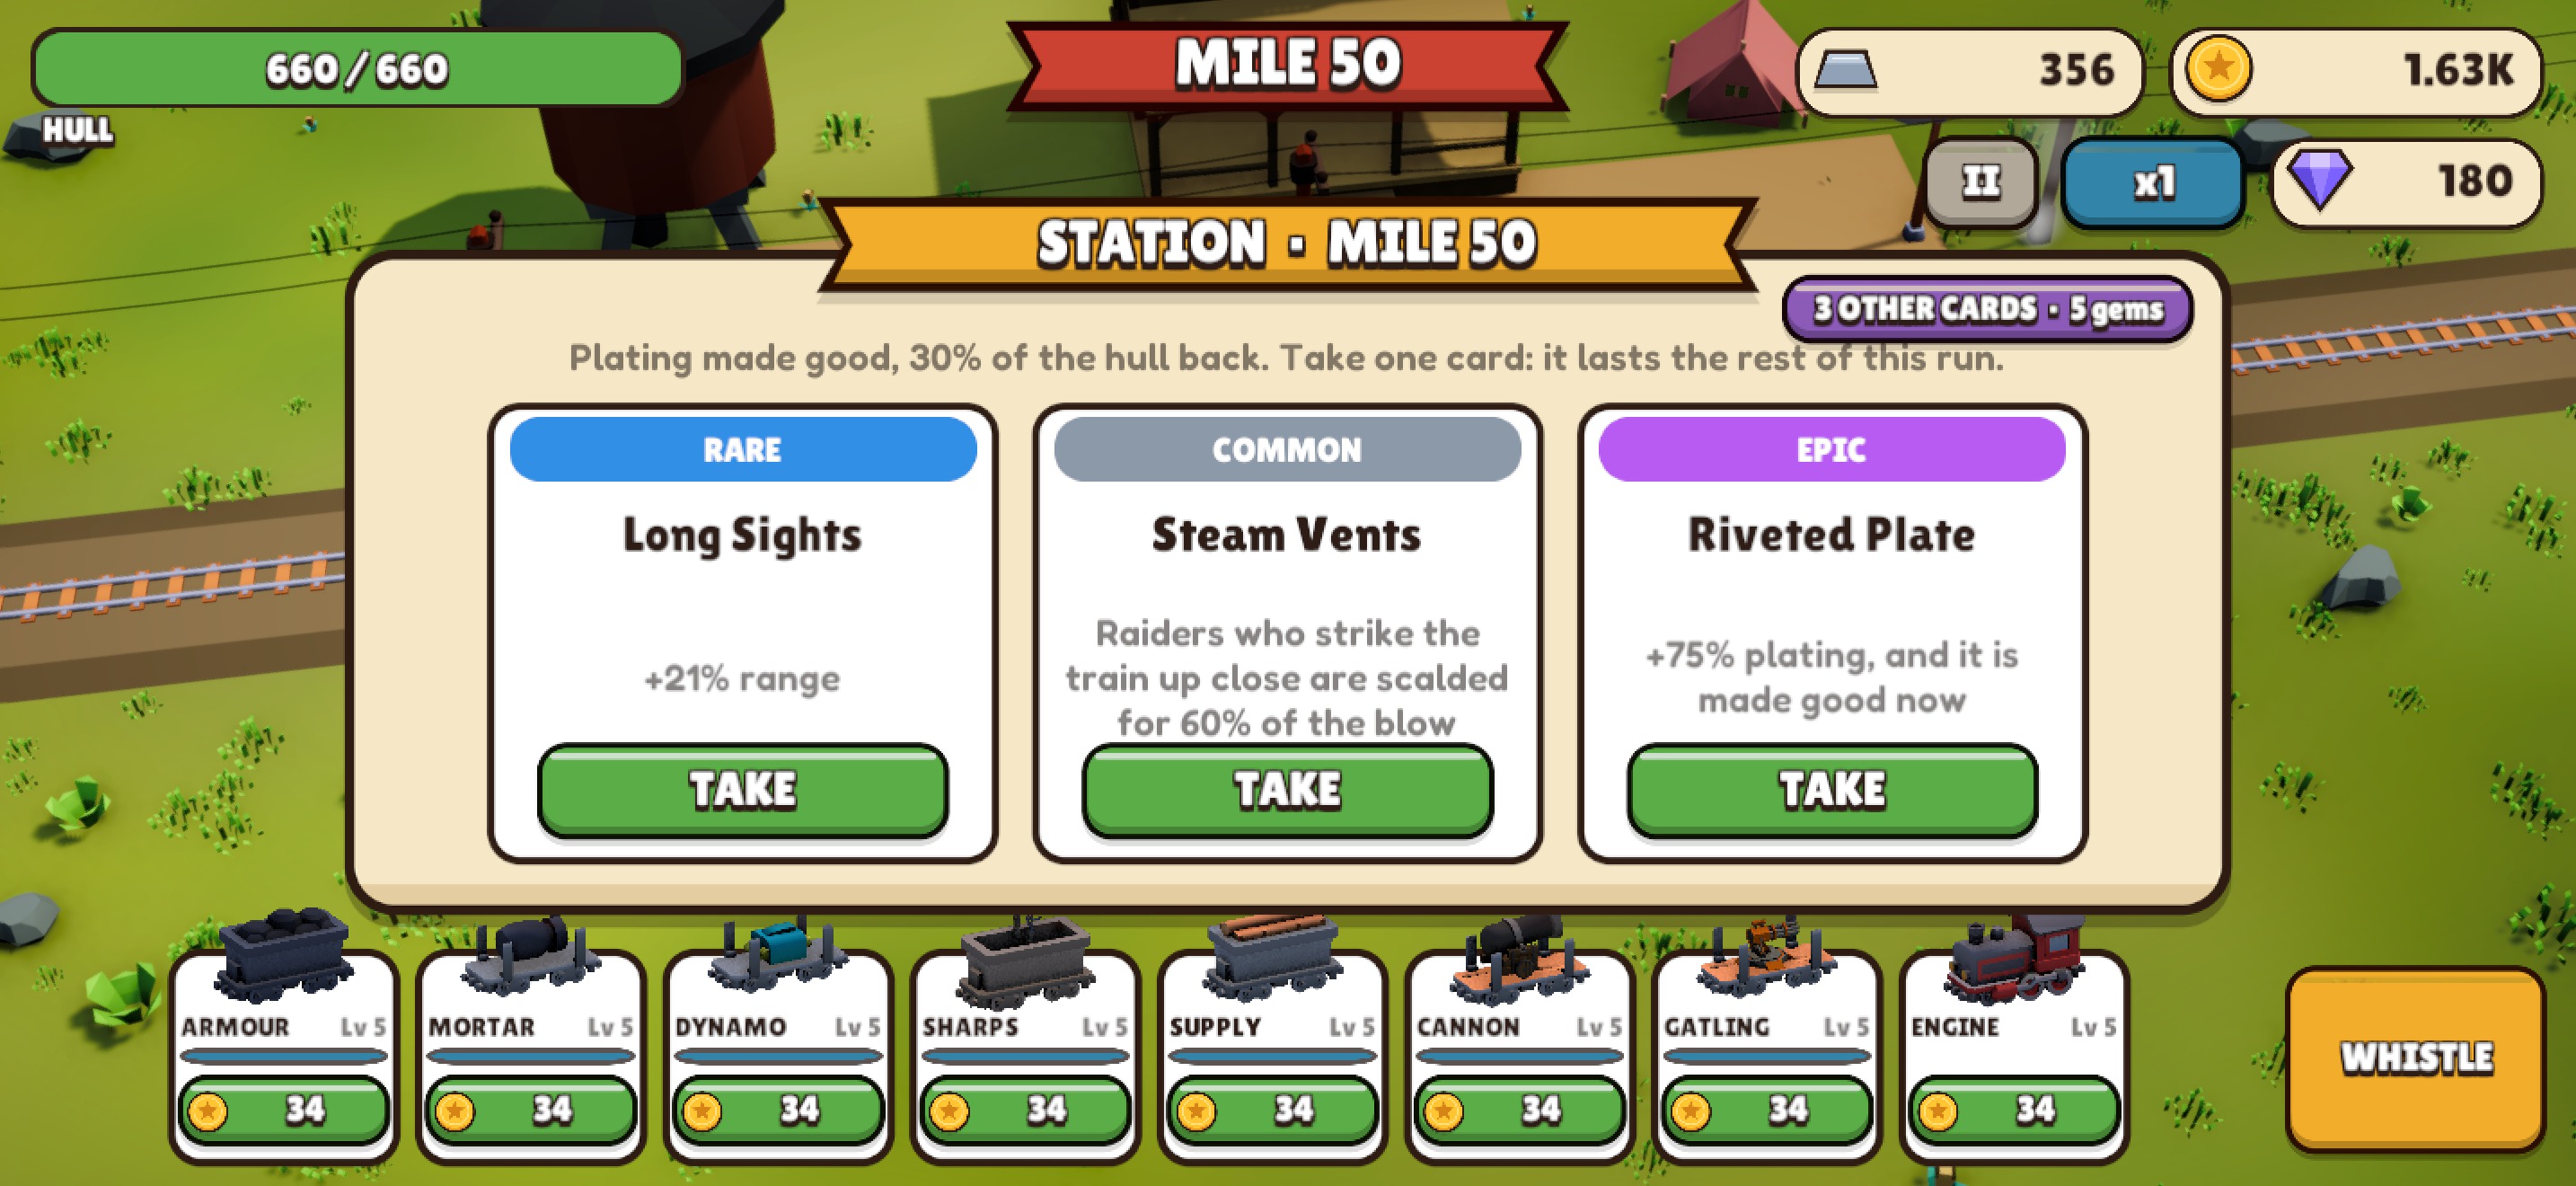 660/660
HULL
MILE 50
356
1.63K
II
x1
180
STATION · MILE 50
3 OTHER CARDS · 5 gems
Plating made good, 30% of the hull back. Take one card: it lasts the rest of this run.
RARE
Long Sights
+21% range
TAKE
COMMON
Steam Vents
Raiders who strike the
train up close are scalded
for 60% of the blow
TAKE
EPIC
Riveted Plate
+75% plating, and it is
made good now
TAKE
ARMOUR Lv 5
34
MORTAR Lv 5
34
DYNAMO Lv 5
34
SHARPS Lv 5
34
SUPPLY Lv 5
34
CANNON Lv 5
34
GATLING Lv 5
34
ENGINE Lv 5
34
WHISTLE